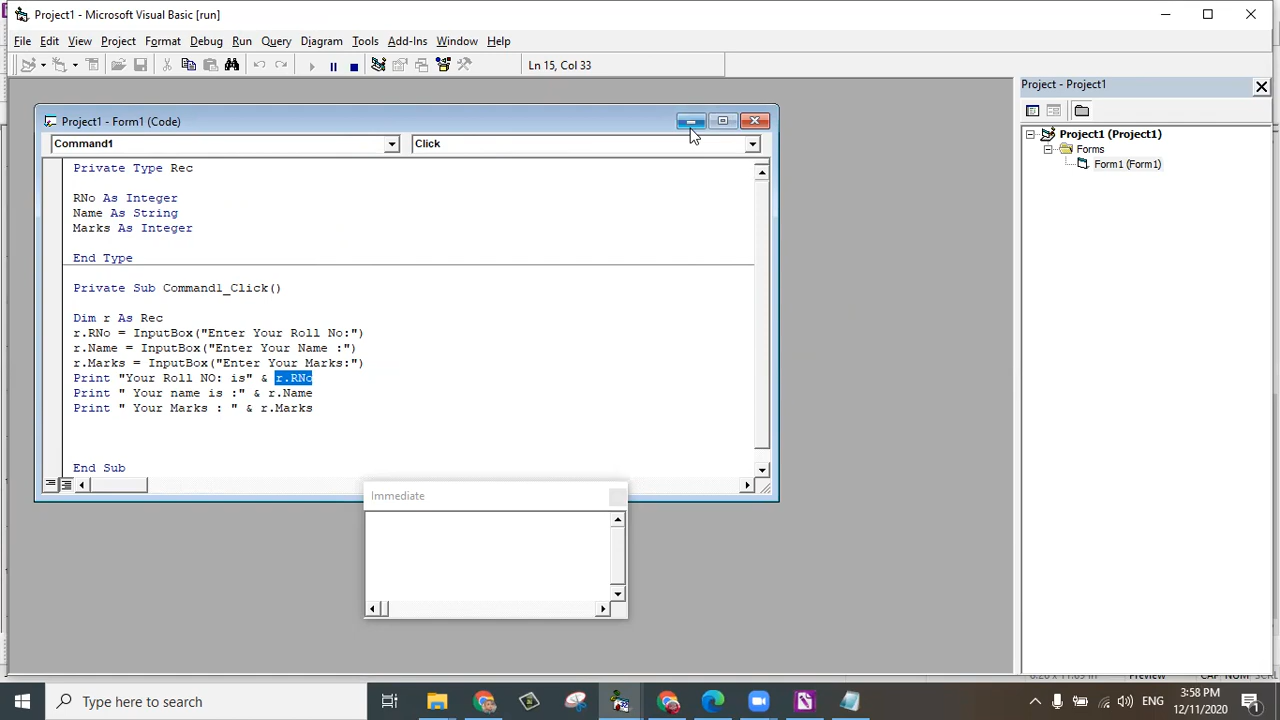 Project1 - Microsoft Visual Basic [run]
File Edit View Project Format Debug Run Query Diagram Tools Add-Ins Window Help
Ln 15, Col 33
Project - Project1
Project1 - Form1 (Code)
Command1 Click
Project1 (Project1)
Forms
Form1 (Form1)
Private Type Rec
RNo As Integer
Name As String
Marks As Integer
End Type
Private Sub Command1_Click()
Dim r As Rec
r.RNo = InputBox("Enter Your Roll No:")
r.Name = InputBox("Enter Your Name :")
r.Marks = InputBox("Enter Your Marks:")
Print "Your Roll NO: is" & r.RNo
Print " Your name is :" & r.Name
Print " Your Marks : " & r.Marks
End Sub
Immediate
Type here to search
ENG
3:58 PM
12/11/2020